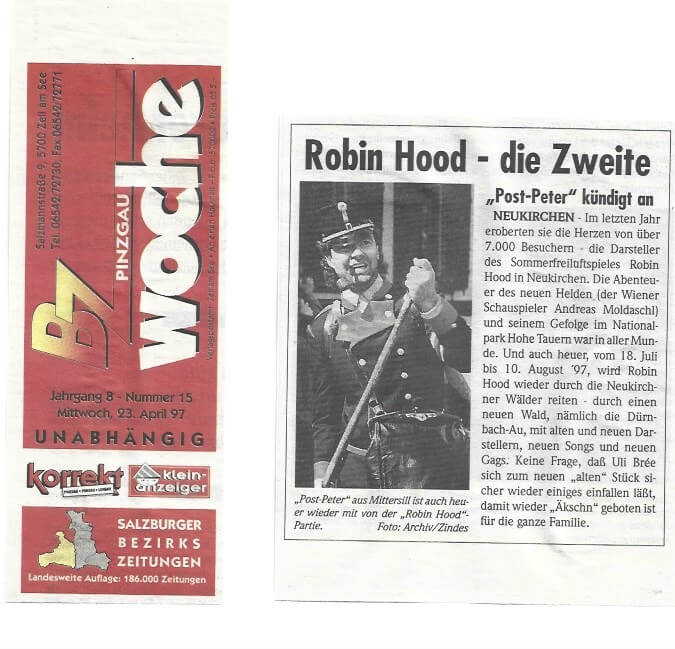 Salzmannstraße 9, 5700 Zell am See
Tel. 06542/72730, Fax 06542/72771
BZ
PINZGAU
woche
Jahrgang 8 - Nummer 15
Mittwoch, 23. April 97
UNABHÄNGIG
korrekt
klein-
anzeiger
SALZBURGER
BEZIRKS
ZEITUNGEN
Landesweite Auflage: 186.000 Zeitungen
Robin Hood - die Zweite
„Post-Peter“ kündigt an
NEUKIRCHEN - Im letzten Jahr
eroberten sie die Herzen von über
7.000 Besuchern - die Darsteller
des Sommerfreiluftspieles Robin
Hood in Neukirchen. Die Abenteu-
er des neuen Helden (der Wiener
Schauspieler Andreas Moldaschl)
und seinem Gefolge im National-
park Hohe Tauern war in aller Mun-
de. Und auch heuer, vom 18. Juli
bis 10. August '97, wird Robin
Hood wieder durch die Neukirch-
ner Wälder reiten - durch einen
neuen Wald, nämlich die Dürn-
bach-Au, mit alten und neuen Dar-
stellern, neuen Songs und neuen
Gags. Keine Frage, daß Uli Brée
sich zum neuen „alten“ Stück si-
cher wieder einiges einfallen läßt,
damit wieder „Äkschn“ geboten ist
für die ganze Familie.
„Post-Peter“ aus Mittersill ist auch heu-
er wieder mit von der „Robin Hood“-
Partie. Foto: Archiv/Zindes